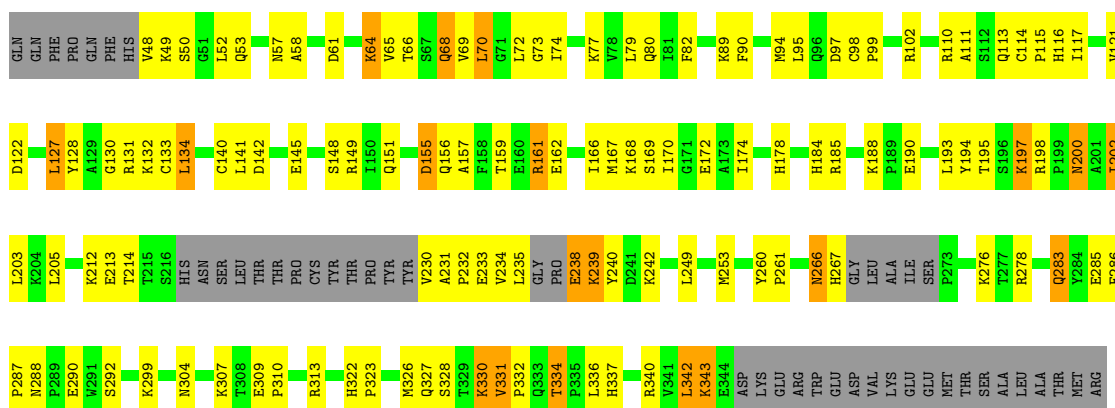 GLN GLN PHE PRO GLN PHE HIS V48 K49 S50 G51 L52 Q53 N57 A58 D61 K64 V65 T66 S67 Q68 V69 L70 G71 L72 G73 I74 K77 V78 L79 Q80 I81 F82 K89 F90 M94 L95 Q96 D97 C98 P99 R102 R110 A111 S112 Q113 C114 P115 H116 I117
D122 L127 Y128 A129 G130 R131 K132 C133 L134 C140 L141 D142 E145 S148 R149 I150 Q151 D155 Q156 A157 F158 T159 E160 R161 E162 I166 M167 K168 S169 I170 G171 E172 A173 I174 H178 H184 R185 K188 P189 E190 L193 Y194 T195 S196 K197 R198 P199 N200 A201
L203 K204 L205 K212 E213 T214 T215 S216 HIS ASN SER LEU THR THR PRO CYS TYR THR PRO TYR TYR V230 A231 P232 E233 V234 L235 GLY PRO E238 K239 Y240 D241 K242 L249 M253 Y260 P261 N266 H267 GLY LEU ALA ILE SER P273 K276 T277 R278 Q283 Y284 E285
P287 N288 P289 E290 W291 S292 K299 N304 K307 T308 E309 P310 R313 H322 P323 M326 Q327 S328 T329 K330 V331 P332 Q333 T334 P335 L336 H337 R340 V341 L342 K343 E344 ASP LYS GLU ARG TRP GLU ASP VAL LYS GLU GLU MET THR SER ALA LEU ALA THR MET ARG